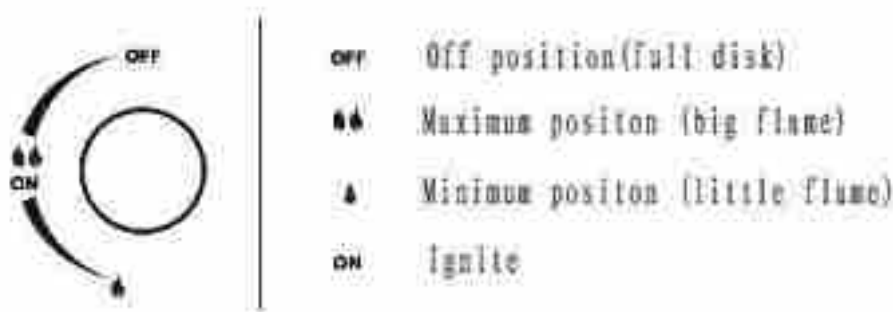 OFF
ON
OFF Off position(full disk)
Maximum positon (big flame)
Minimum positon (little flame)
ON Ignite